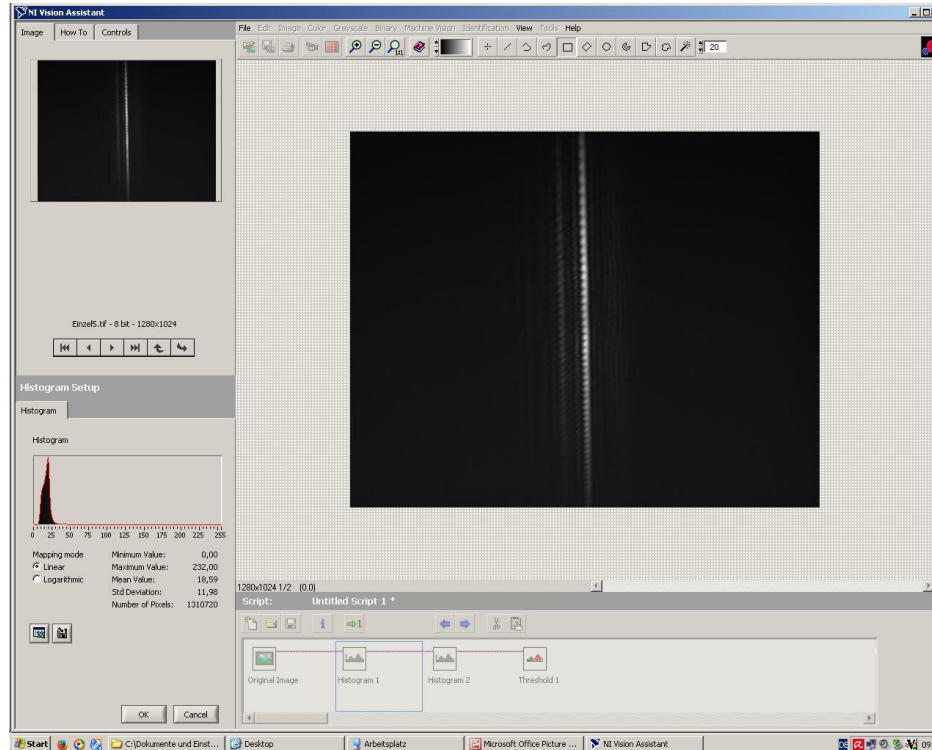 NI Vision Assistant
Image How To Controls
File Edit Image Color Grayscale Binary Machine Vision Identification View Tools Help
1:1
20
Einzel5.tif - 8 bit - 1280x1024
Histogram Setup
Histogram
Histogram
0 25 50 75 100 125 150 175 200 225 255
Mapping mode
Linear
Logarithmic
Minimum Value: 0,00
Maximum Value: 232,00
Mean Value: 18,59
Std Deviation: 11,98
Number of Pixels: 1310720
OK Cancel
1280x1024 1/2 (0,0)
Script: Untitled Script 1 *
1
Original Image Histogram 1 Histogram 2 Threshold 1
Start C:\Dokumente und Einst... Desktop Arbeitsplatz Microsoft Office Picture ... NI Vision Assistant DE 09